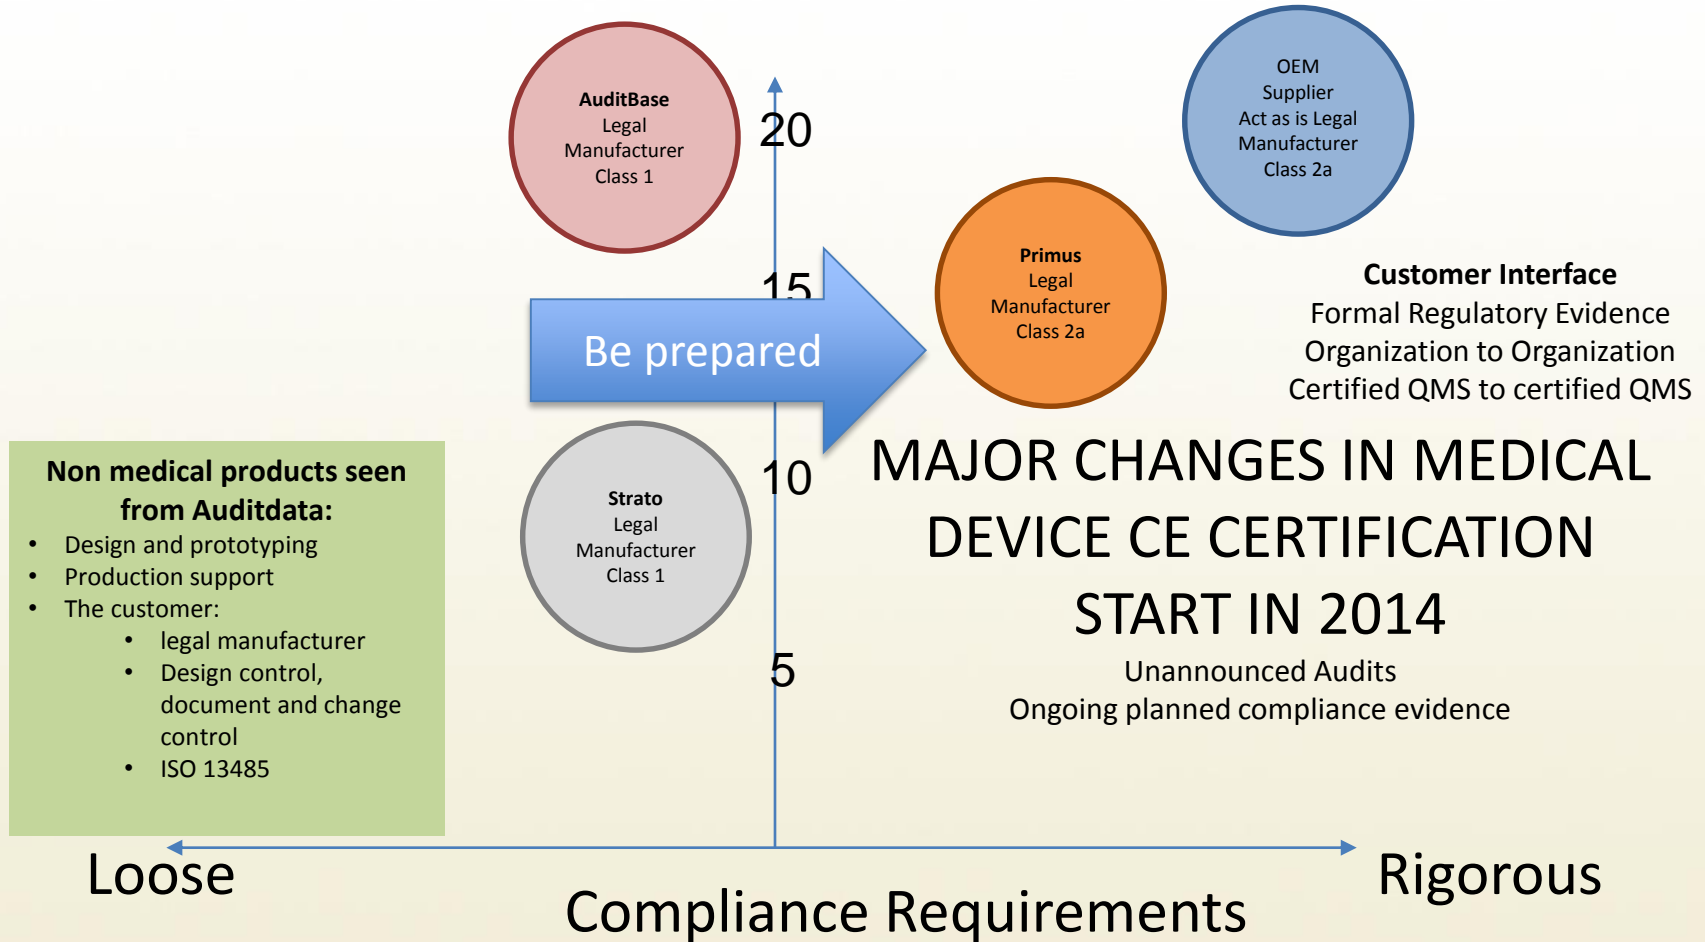 AuditBase
Legal
Manufacturer
Class 1
OEM
Supplier
Act as is Legal
Manufacturer
Class 2a
20
Primus
Legal
Manufacturer
Class 2a
15
Be prepared
Customer Interface
Formal Regulatory Evidence
Organization to Organization
Certified QMS to certified QMS
Non medical products seen
from Auditdata:
• Design and prototyping
• Production support
• The customer:
• legal manufacturer
• Design control,
document and change
control
• ISO 13485
Strato
Legal
Manufacturer
Class 1
10
5
MAJOR CHANGES IN MEDICAL
DEVICE CE CERTIFICATION
START IN 2014
Unannounced Audits
Ongoing planned compliance evidence
Loose
Rigorous
Compliance Requirements